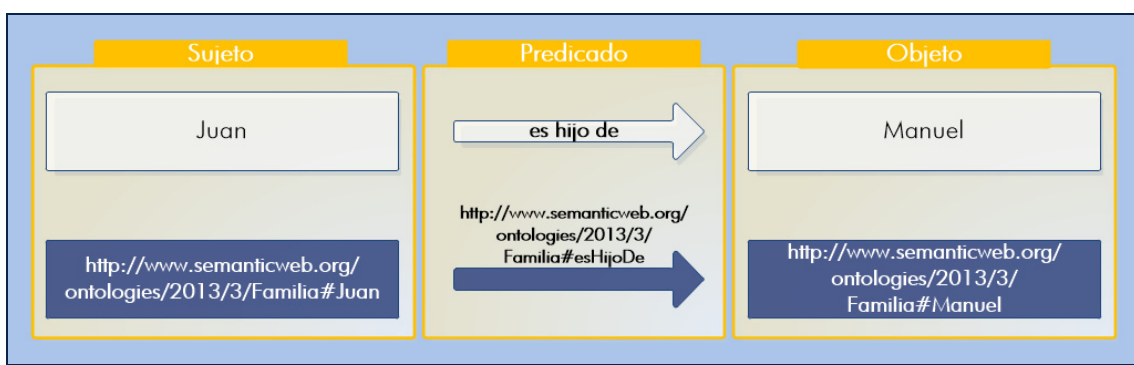 Sujeto
Predicado
Objeto
Juan
es hijo de
Manuel
http://www.semanticweb.org/
ontologies/2013/3/Familia#Juan
http://www.semanticweb.org/
ontologies/2013/3/
Familia#esHijoDe
http://www.semanticweb.org/
ontologies/2013/3/
Familia#Manuel